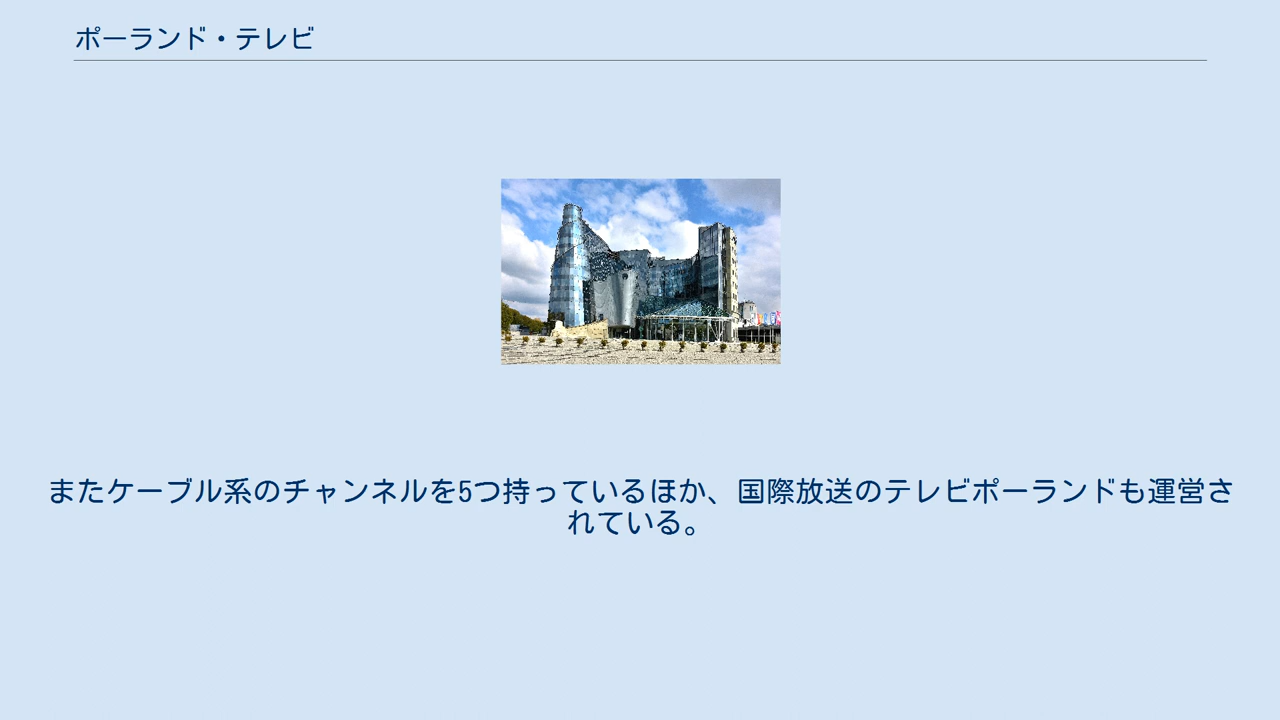 ポーランド・テレビ
またケーブル系のチャンネルを5つ持っているほか、国際放送のテレビポーランドも運営さ
れている。